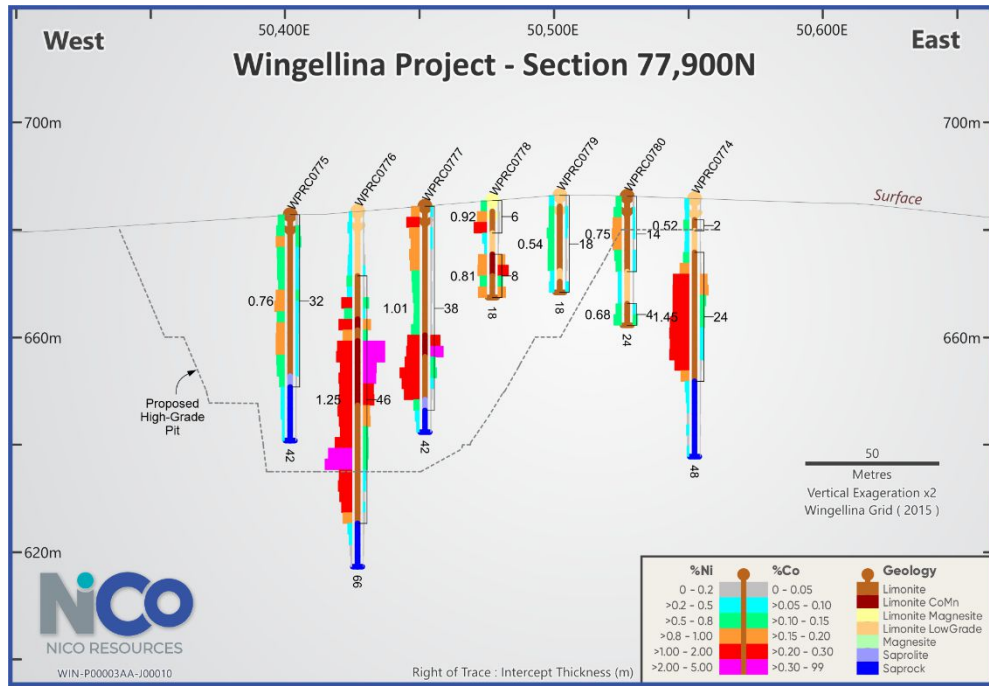 50,400E 50,500E 50,600E
West East
Wingellina Project - Section 77,900N
700m 700m
WPRC0775 WPRC0776 WPRC0777 WPRC0778 WPRC0779 WPRC0780 WPRC0774
Surface
0.92 6 0.54 18 0.75 14 0.52 2
0.76 32 1.01 38 0.81 8 0.68 4 1.45 24
18 18 24
660m 660m
Proposed
High-Grade
Pit
1.25 46
42 42 48
66
50
Metres
Vertical Exageration x2
Wingellina Grid ( 2015 )
620m
%Ni %Co Geology
0 - 0.2 0 - 0.05 Limonite
>0.2 - 0.5 >0.05 - 0.10 Limonite CoMn
>0.5 - 0.8 >0.10 - 0.15 Limonite Magnesite
>0.8 - 1.00 >0.15 - 0.20 Limonite LowGrade
>1.00 - 2.00 >0.20 - 0.30 Magnesite
>2.00 - 5.00 >0.30 - 99 Saprolite
Saprock
NiCo
NICO RESOURCES
WIN-P00003AA-J00010
Right of Trace : Intercept Thickness (m)